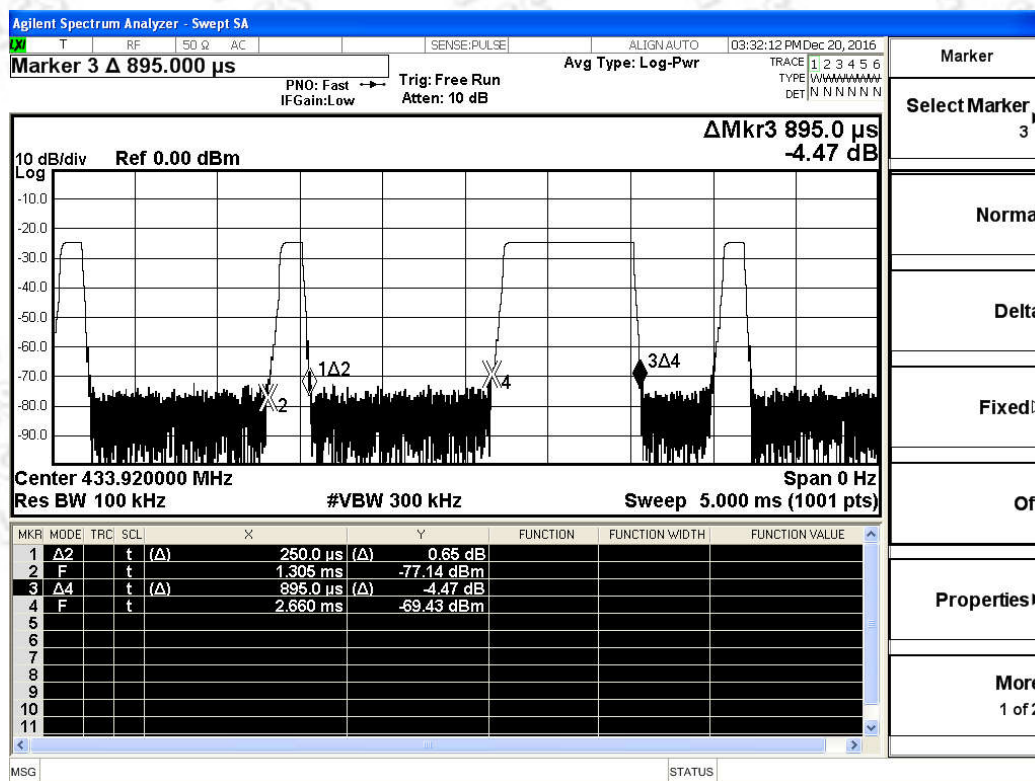 Agilent Spectrum Analyzer - Swept SA
LXI T RF 50 Ω AC SENSE:PULSE ALIGN AUTO 03:32:12 PM Dec 20, 2016
Marker 3 Δ 895.000 µs
PNO: Fast
IFGain:Low
Trig: Free Run
Atten: 10 dB
Avg Type: Log-Pwr
TRACE 1 2 3 4 5 6
TYPE WWWWWW
DET N N N N N N
ΔMkr3 895.0 µs
-4.47 dB
10 dB/div Ref 0.00 dBm
Log
-10.0
-20.0
-30.0
-40.0
-50.0
-60.0
-70.0
-80.0
-90.0
1Δ2
2
4
3Δ4
Center 433.920000 MHz Span 0 Hz
Res BW 100 kHz #VBW 300 kHz Sweep 5.000 ms (1001 pts)
MKR MODE TRC SCL X Y FUNCTION FUNCTION WIDTH FUNCTION VALUE
1 Δ2 t (Δ) 250.0 µs (Δ) 0.65 dB
2 F t 1.305 ms -77.14 dBm
3 Δ4 t (Δ) 895.0 µs (Δ) -4.47 dB
4 F t 2.660 ms -69.43 dBm
5
6
7
8
9
10
11
MSG STATUS
Marker
Select Marker
3
Norma
Delta
Fixed
Of
Properties
More
1 of 2